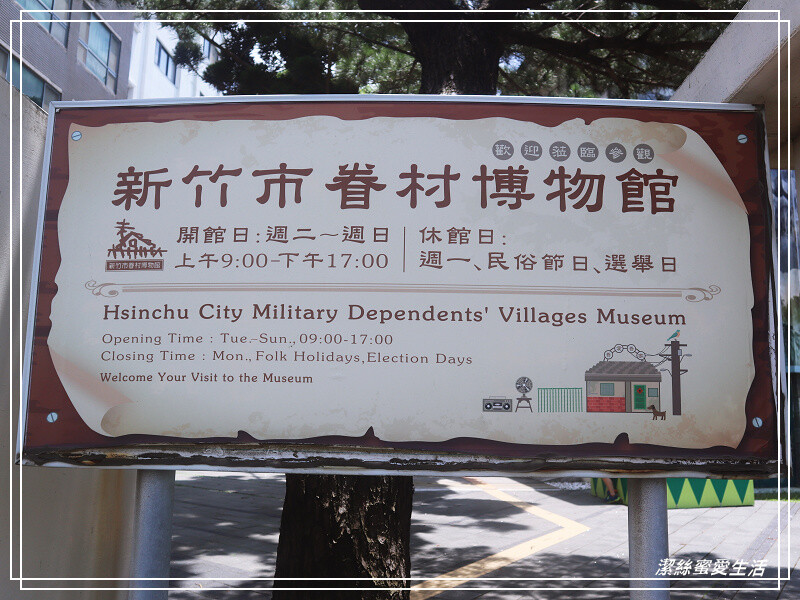 歡迎蒞臨參觀
新竹市眷村博物館
新竹市眷村博物館
開館日:週二～週日
上午9:00-下午17:00
休館日:
週一、民俗節日、選舉日
Hsinchu City Military Dependents' Villages Museum
Opening Time : Tue.-Sun., 09:00-17:00
Closing Time : Mon., Folk Holidays,Election Days
Welcome Your Visit to the Museum
潔絲蜜愛生活